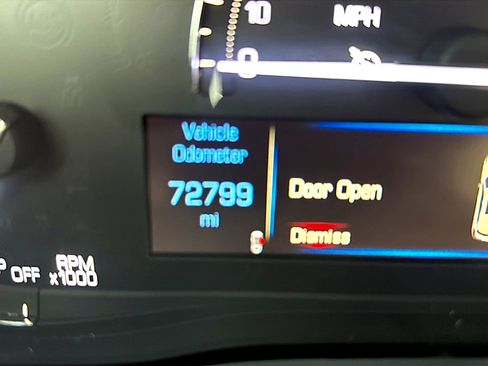 10
MPH
0
Vehicle
Odometer
72799
mi
Door Open
Dismiss
OFF
RPM
x1000